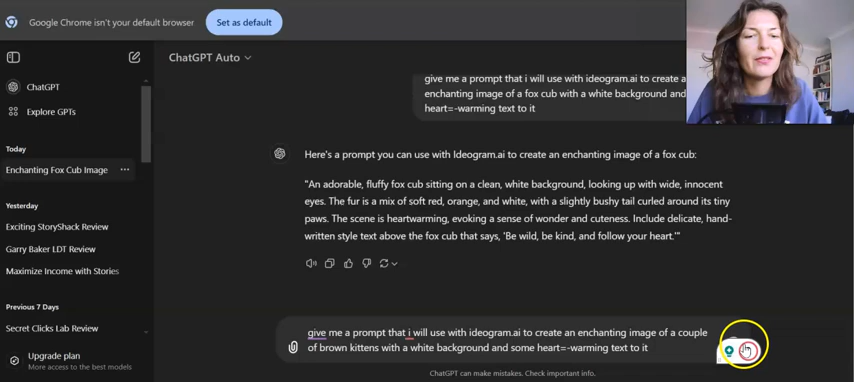 Google Chrome isn't your default browser
Set as default
ChatGPT Auto
ChatGPT
Explore GPTs
Today
Enchanting Fox Cub Image
Yesterday
Exciting StoryShack Review
Garry Baker LDT Review
Maximize Income with Stories
Previous 7 Days
Secret Clicks Lab Review
Upgrade plan
More access to the best models
give me a prompt that i will use with ideogram.ai to create a
enchanting image of a fox cub with a white background and
heart=-warming text to it
Here's a prompt you can use with Ideogram.ai to create an enchanting image of a fox cub:
"An adorable, fluffy fox cub sitting on a clean, white background, looking up with wide, innocent
eyes. The fur is a mix of soft red, orange, and white, with a slightly bushy tail curled around its tiny
paws. The scene is heartwarming, evoking a sense of wonder and cuteness. Include delicate, hand-
written style text above the fox cub that says, 'Be wild, be kind, and follow your heart.'"
give me a prompt that i will use with ideogram.ai to create an enchanting image of a couple
of brown kittens with a white background and some heart=-warming text to it
ChatGPT can make mistakes. Check important info.